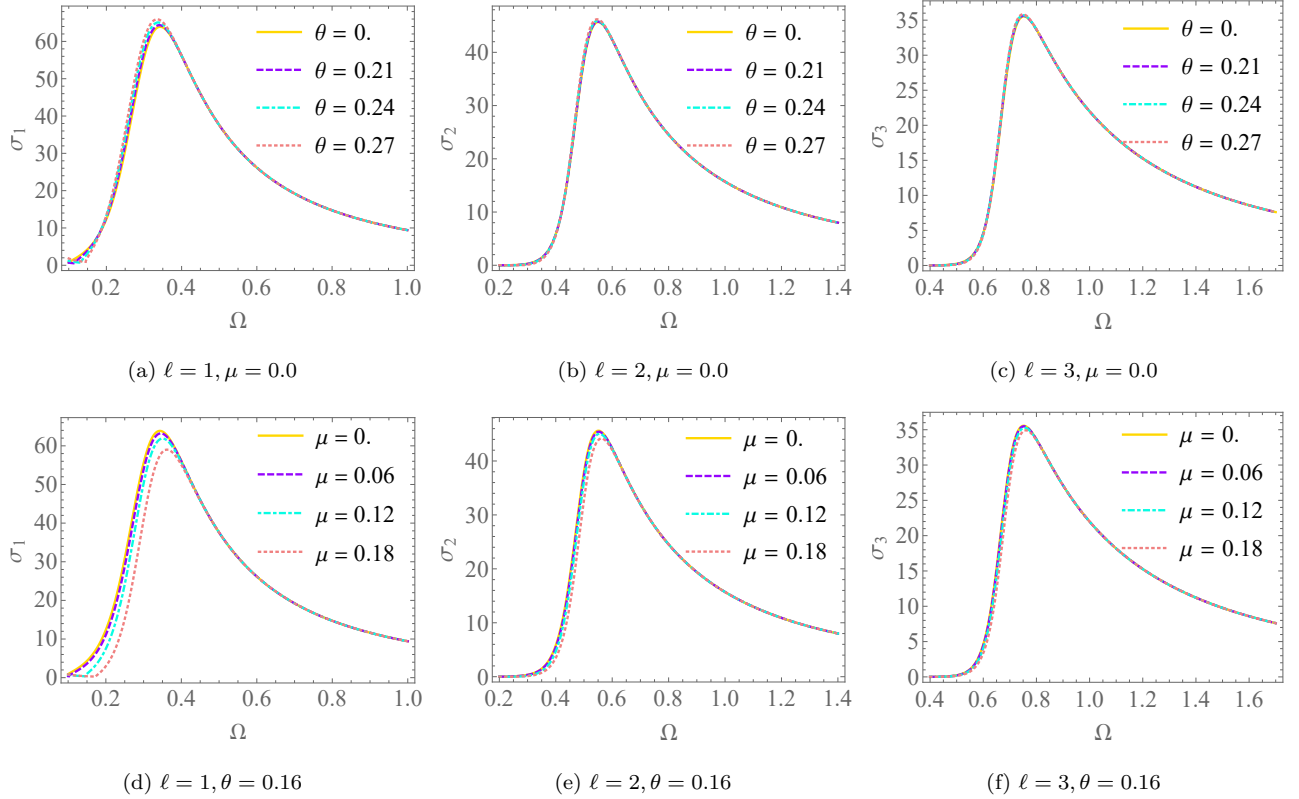 σ1
60
50
40
30
20
10
0
θ = 0.
θ = 0.21
θ = 0.24
θ = 0.27
0.2 0.4 0.6 0.8 1.0
Ω
(a) ℓ = 1, μ = 0.0
σ2
40
30
20
10
0
θ = 0.
θ = 0.21
θ = 0.24
θ = 0.27
0.2 0.4 0.6 0.8 1.0 1.2 1.4
Ω
(b) ℓ = 2, μ = 0.0
σ3
35
30
25
20
15
10
5
0
θ = 0.
θ = 0.21
θ = 0.24
θ = 0.27
0.4 0.6 0.8 1.0 1.2 1.4 1.6
Ω
(c) ℓ = 3, μ = 0.0
σ1
60
50
40
30
20
10
0
μ = 0.
μ = 0.06
μ = 0.12
μ = 0.18
0.2 0.4 0.6 0.8 1.0
Ω
(d) ℓ = 1, θ = 0.16
σ2
40
30
20
10
0
μ = 0.
μ = 0.06
μ = 0.12
μ = 0.18
0.2 0.4 0.6 0.8 1.0 1.2 1.4
Ω
(e) ℓ = 2, θ = 0.16
σ3
35
30
25
20
15
10
5
0
μ = 0.
μ = 0.06
μ = 0.12
μ = 0.18
0.4 0.6 0.8 1.0 1.2 1.4 1.6
Ω
(f) ℓ = 3, θ = 0.16